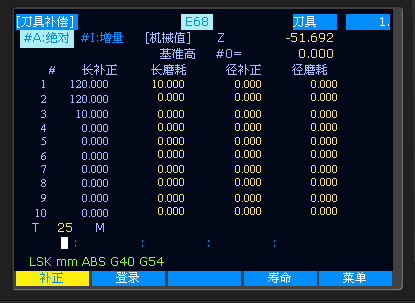 [刀具补偿] E68 刀具 1.
#A:绝对 #I:增量 [机械值] Z -51.692
基准高 #0= 0.000
# 长补正 长磨耗 径补正 径磨耗
1 120.000 10.000 0.000 0.000
2 120.000 0.000 0.000 0.000
3 10.000 0.000 0.000 0.000
4 0.000 0.000 0.000 0.000
5 0.000 0.000 0.000 0.000
6 0.000 0.000 0.000 0.000
7 0.000 0.000 0.000 0.000
8 0.000 0.000 0.000 0.000
9 0.000 0.000 0.000 0.000
10 0.000 0.000 0.000 0.000
T 25 M
: : : :
LSK mm ABS G40 G54
补正 登录 寿命 菜单